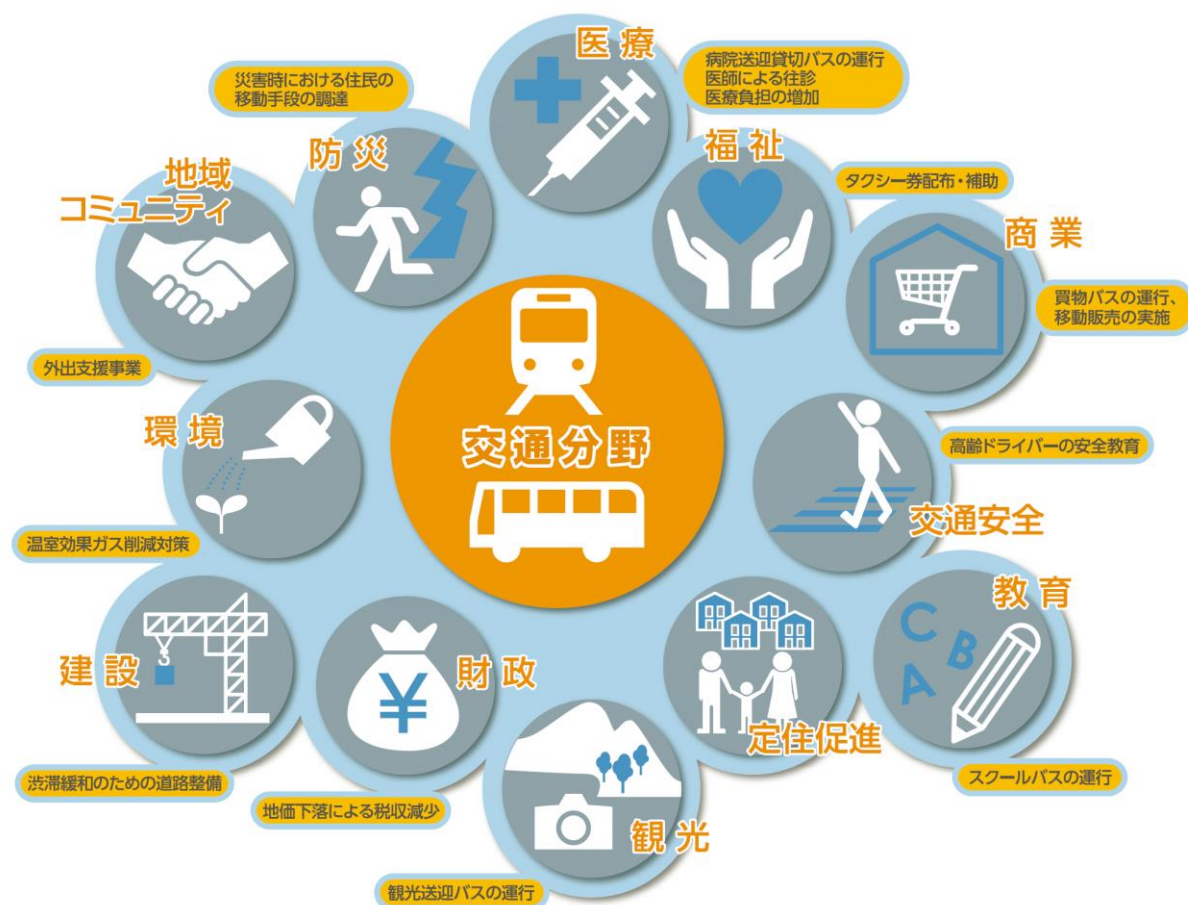 医療
病院送迎貸切バスの運行
医師による往診
医療負担の増加
災害時における住民の
移動手段の調達
防災
福祉
タクシー券配布・補助
地域
コミュニティ
外出支援事業
商業
買物バスの運行、
移動販売の実施
環境
温室効果ガス削減対策
交通分野
高齢ドライバーの安全教育
交通安全
教育
C
B
A
スクールバスの運行
建設
渋滞緩和のための道路整備
財政
¥
地価下落による税収減少
定住促進
観光
観光送迎バスの運行